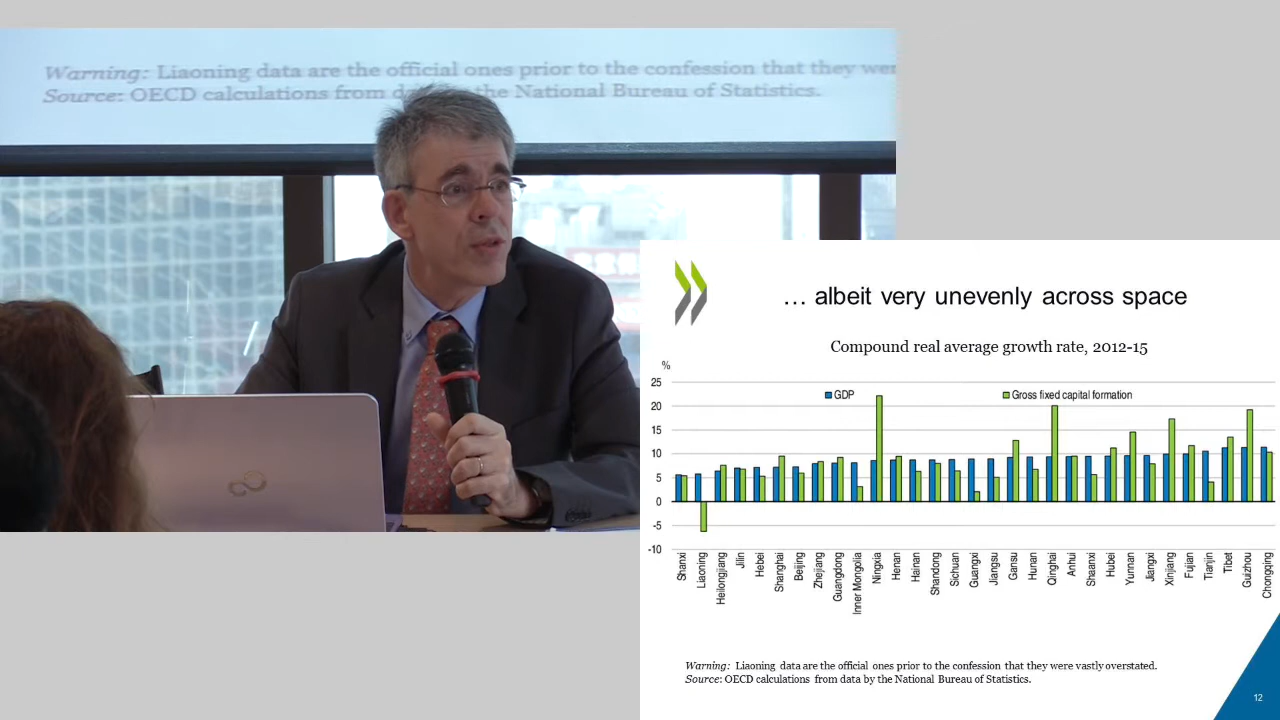 Warning: Liaoning data are the official ones prior to the confession that they wer
Source: OECD calculations from d the National Bureau of Statistics.
… albeit very unevenly across space
Compound real average growth rate, 2012-15
%
25
20
15
10
5
0
-5
-10
GDP
Gross fixed capital formation
Shanxi
Liaoning
Heilongjiang
Jilin
Hebei
Shanghai
Beijing
Zhejiang
Guangdong
Inner Mongolia
Ningxia
Henan
Hainan
Shandong
Sichuan
Guangxi
Jiangsu
Gansu
Hunan
Qinghai
Anhui
Shaanxi
Hubei
Yunnan
Jiangxi
Xinjiang
Fujian
Tianjin
Tibet
Guizhou
Chongqing
Warning: Liaoning data are the official ones prior to the confession that they were vastly overstated.
Source: OECD calculations from data by the National Bureau of Statistics.
12